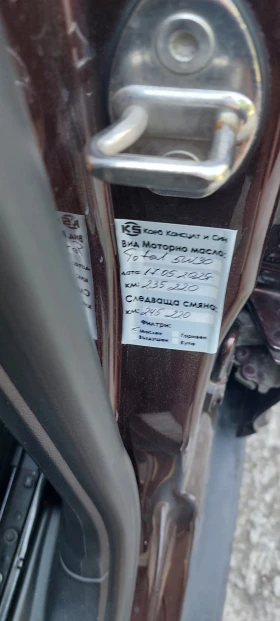 KS Коня Консулт и Син
Вид Моторно масло:
Total 5W30
Дата: 17.05.2025
км: 235 220
Следваща смяна:
км: 245 220
Филтри:
Маслен Горивен
Въздушен Купе